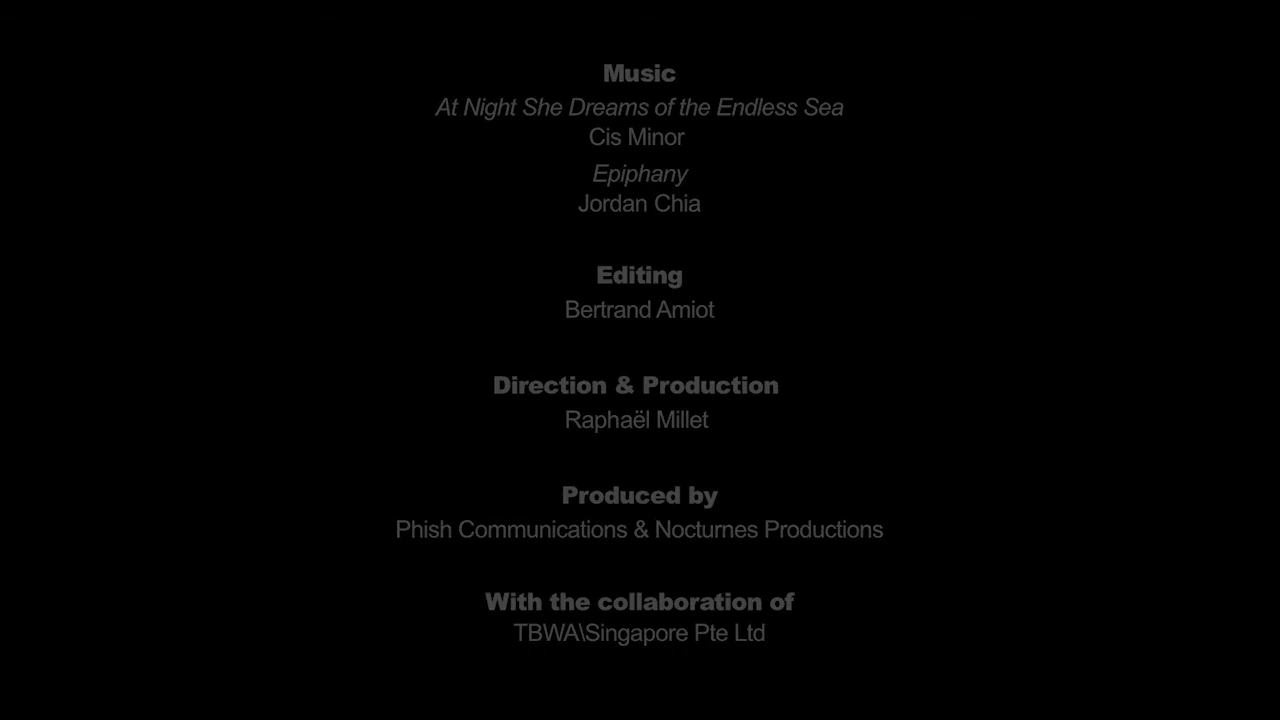 Music
At Night She Dreams of the Endless Sea
Cis Minor
Epiphany
Jordan Chia
Editing
Bertrand Amiot
Direction & Production
Raphaël Millet
Produced by
Phish Communications & Nocturnes Productions
With the collaboration of
TBWA\Singapore Pte Ltd